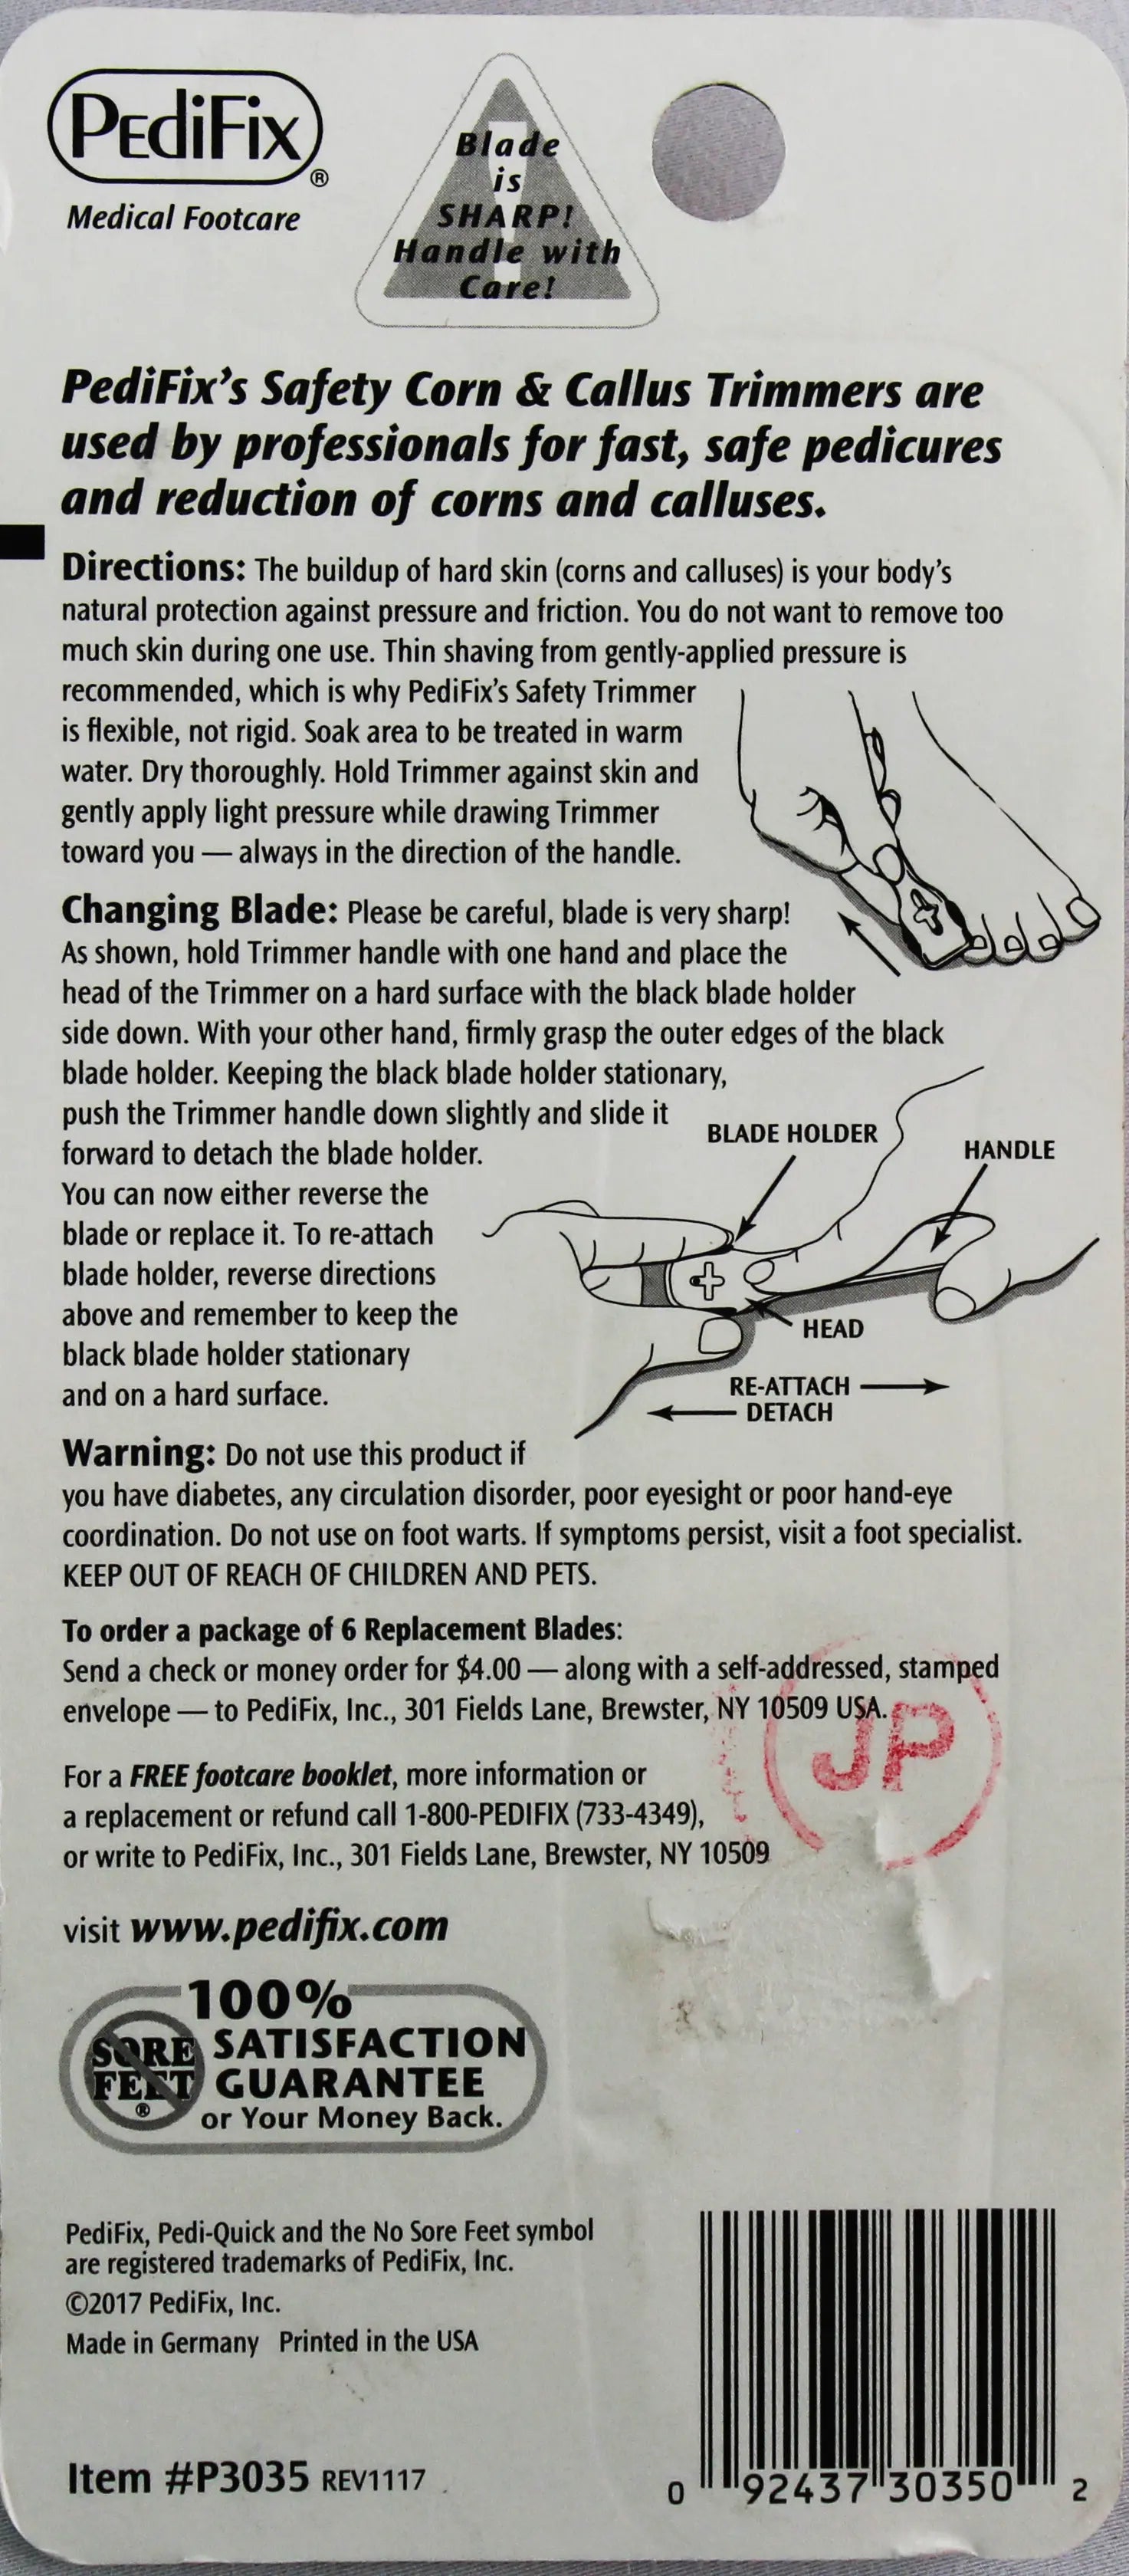 PEdiFix®
Medical Footcare
Blade
is
SHARP!
Handle with
Care!
PediFix's Safety Corn & Callus Trimmers are
used by professionals for fast, safe pedicures
and reduction of corns and calluses.
Directions: The buildup of hard skin (corns and calluses) is your body's
natural protection against pressure and friction. You do not want to remove too
much skin during one use. Thin shaving from gently-applied pressure is
recommended, which is why PediFix's Safety Trimmer
is flexible, not rigid. Soak area to be treated in warm
water. Dry thoroughly. Hold Trimmer against skin and
gently apply light pressure while drawing Trimmer
toward you — always in the direction of the handle.
Changing Blade: Please be careful, blade is very sharp!
As shown, hold Trimmer handle with one hand and place the
head of the Trimmer on a hard surface with the black blade holder
side down. With your other hand, firmly grasp the outer edges of the black
blade holder. Keeping the black blade holder stationary,
push the Trimmer handle down slightly and slide it
forward to detach the blade holder.
You can now either reverse the
blade or replace it. To re-attach
blade holder, reverse directions
above and remember to keep the
black blade holder stationary
and on a hard surface.
BLADE HOLDER
HANDLE
HEAD
RE-ATTACH
DETACH
Warning: Do not use this product if
you have diabetes, any circulation disorder, poor eyesight or poor hand-eye
coordination. Do not use on foot warts. If symptoms persist, visit a foot specialist.
KEEP OUT OF REACH OF CHILDREN AND PETS.
To order a package of 6 Replacement Blades:
Send a check or money order for $4.00 — along with a self-addressed, stamped
envelope — to PediFix, Inc., 301 Fields Lane, Brewster, NY 10509 USA.
JP
For a FREE footcare booklet, more information or
a replacement or refund call 1-800-PEDIFIX (733-4349),
or write to PediFix, Inc., 301 Fields Lane, Brewster, NY 10509
visit www.pedifix.com
SORE
FEET
®
100%
SATISFACTION
GUARANTEE
or Your Money Back.
PediFix, Pedi-Quick and the No Sore Feet symbol
are registered trademarks of PediFix, Inc.
©2017 PediFix, Inc.
Made in Germany Printed in the USA
Item #P3035 REV1117
0 92437 30350 2